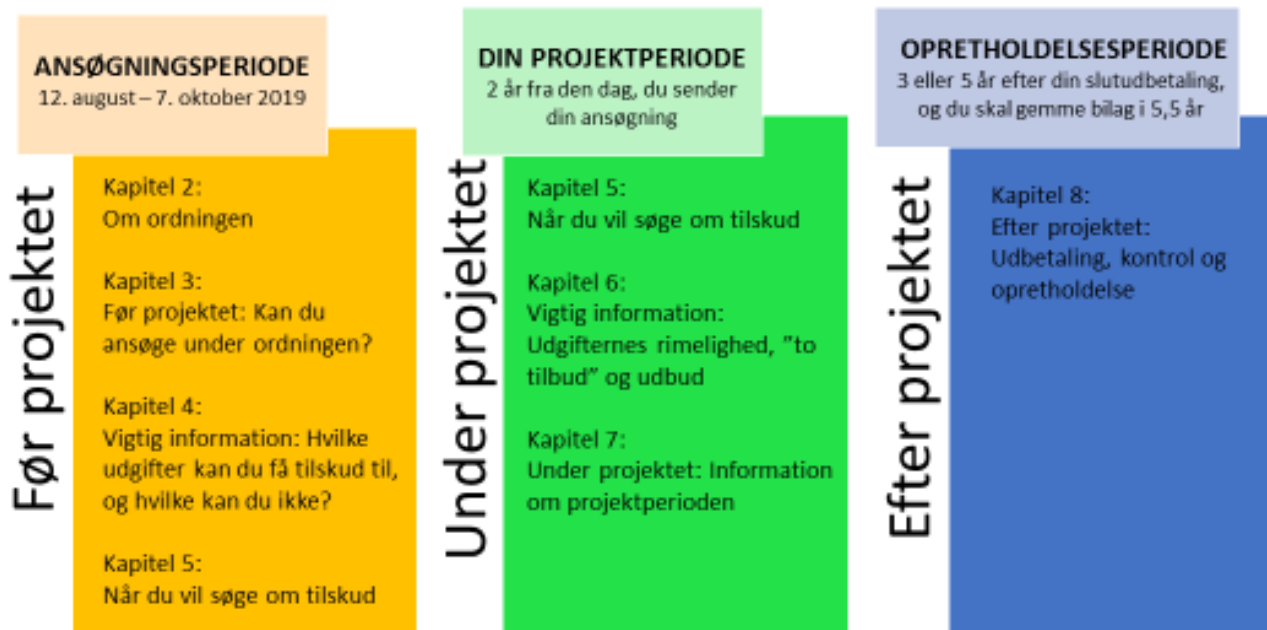 ANSØGNINGSPERIODE
12. august – 7. oktober 2019
Før projektet
Kapitel 2:
Om ordningen
Kapitel 3:
Før projektet: Kan du
ansøge under ordningen?
Kapitel 4:
Vigtig information: Hvilke
udgifter kan du få tilskud til,
og hvilke kan du ikke?
Kapitel 5:
Når du vil søge om tilskud
DIN PROJEKTPERIODE
2 år fra den dag, du sender
din ansøgning
Under projektet
Kapitel 5:
Når du vil søge om tilskud
Kapitel 6:
Vigtig information:
Udgifternes rimelighed, ”to
tilbud” og udbud
Kapitel 7:
Under projektet: Information
om projektperioden
OPRETHOLDELSESPERIODE
3 eller 5 år efter din slutudbetaling,
og du skal gemme bilag i 5,5 år
Efter projektet
Kapitel 8:
Efter projektet:
Udbetaling, kontrol og
opretholdelse